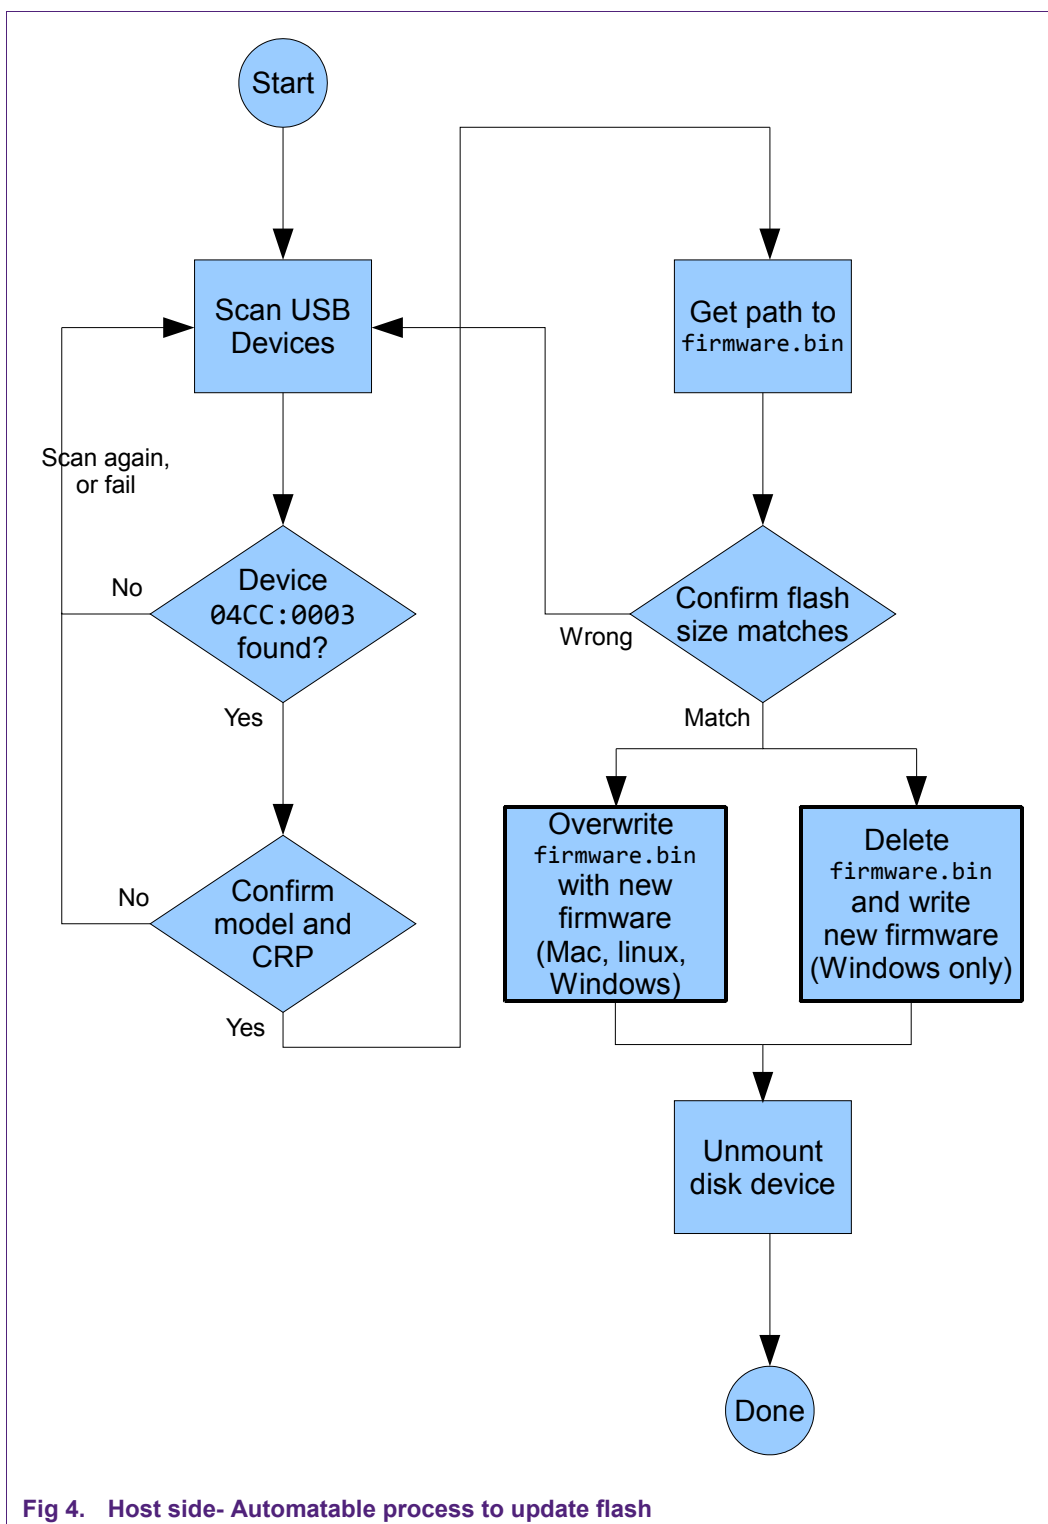 Start
Scan USB
Devices
Scan again,
or fail
No
Device
04CC:0003
found?
Yes
No
Confirm
model and
CRP
Yes
Get path to
firmware.bin
Confirm flash
size matches
Wrong
Match
Overwrite
firmware.bin
with new
firmware
(Mac, linux,
Windows)
Delete
firmware.bin
and write
new firmware
(Windows only)
Unmount
disk device
Done
Fig 4. Host side- Automatable process to update flash